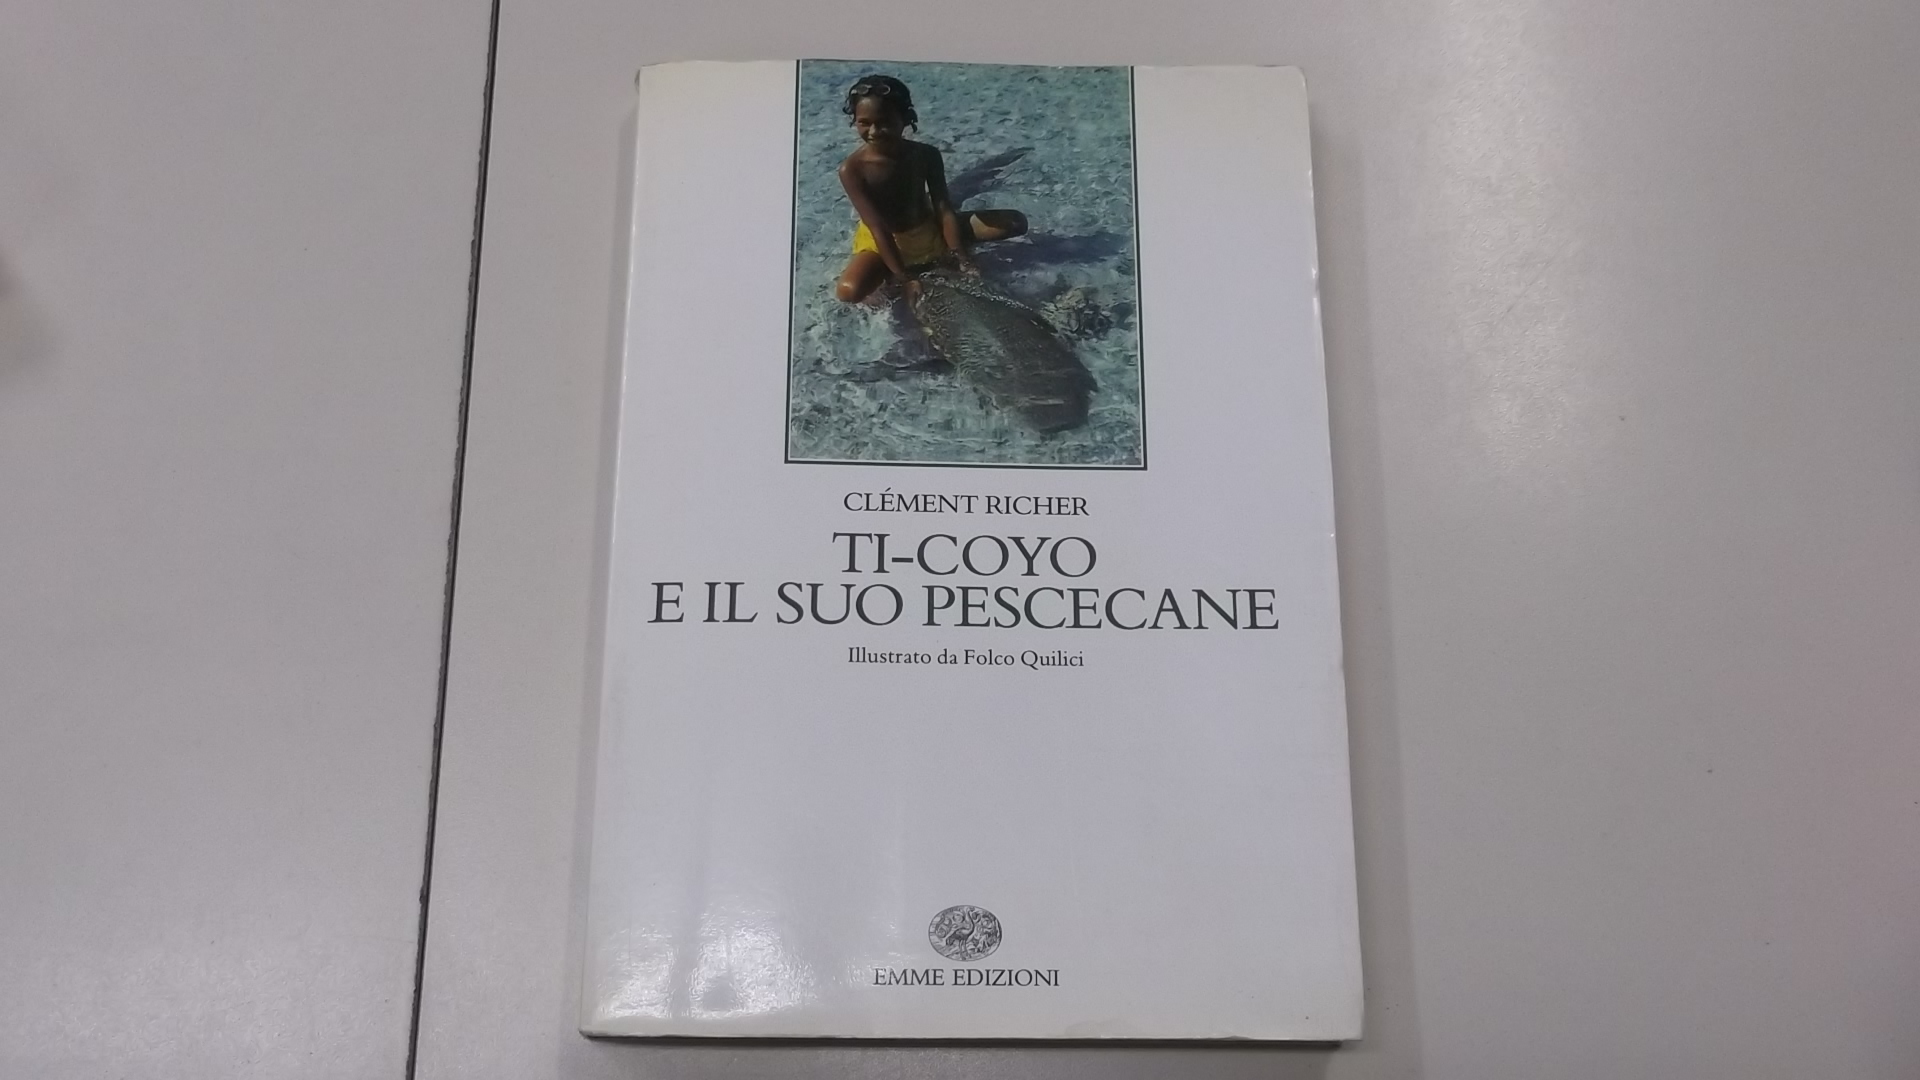 CLÉMENT RICHER
TI-COYO
E IL SUO PESCECANE
Illustrato da Folco Quilici
EMME EDIZIONI